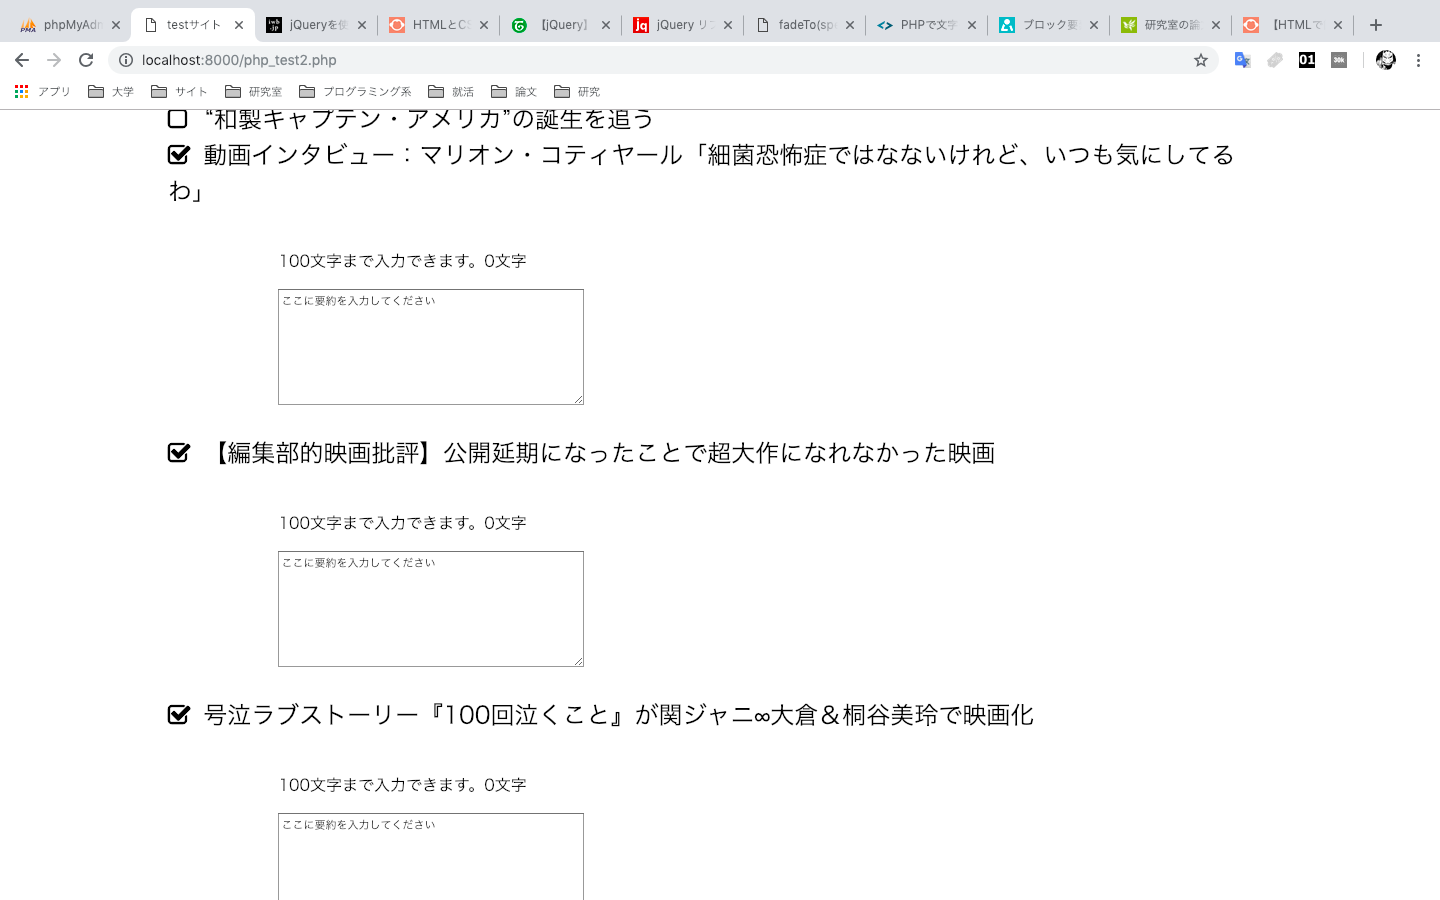 phpMyAdm
testサイト
jQueryを使
HTMLとCS
【jQuery】
jQuery リフ
fadeTo(spe
PHPで文字
ブロック要
研究室の論
【HTMLで
localhost:8000/php_test2.php
アプリ 大学 サイト 研究室 プログラミング系 就活 論文 研究
“和製キャプテン・アメリカ”の誕生を追う
動画インタビュー：マリオン・コティヤール「細菌恐怖症ではなないけれど、いつも気にしてる
わ」
100文字まで入力できます。0文字
ここに要約を入力してください
【編集部的映画批評】公開延期になったことで超大作になれなかった映画
100文字まで入力できます。0文字
ここに要約を入力してください
号泣ラブストーリー『100回泣くこと』が関ジャニ∞大倉＆桐谷美玲で映画化
100文字まで入力できます。0文字
ここに要約を入力してください